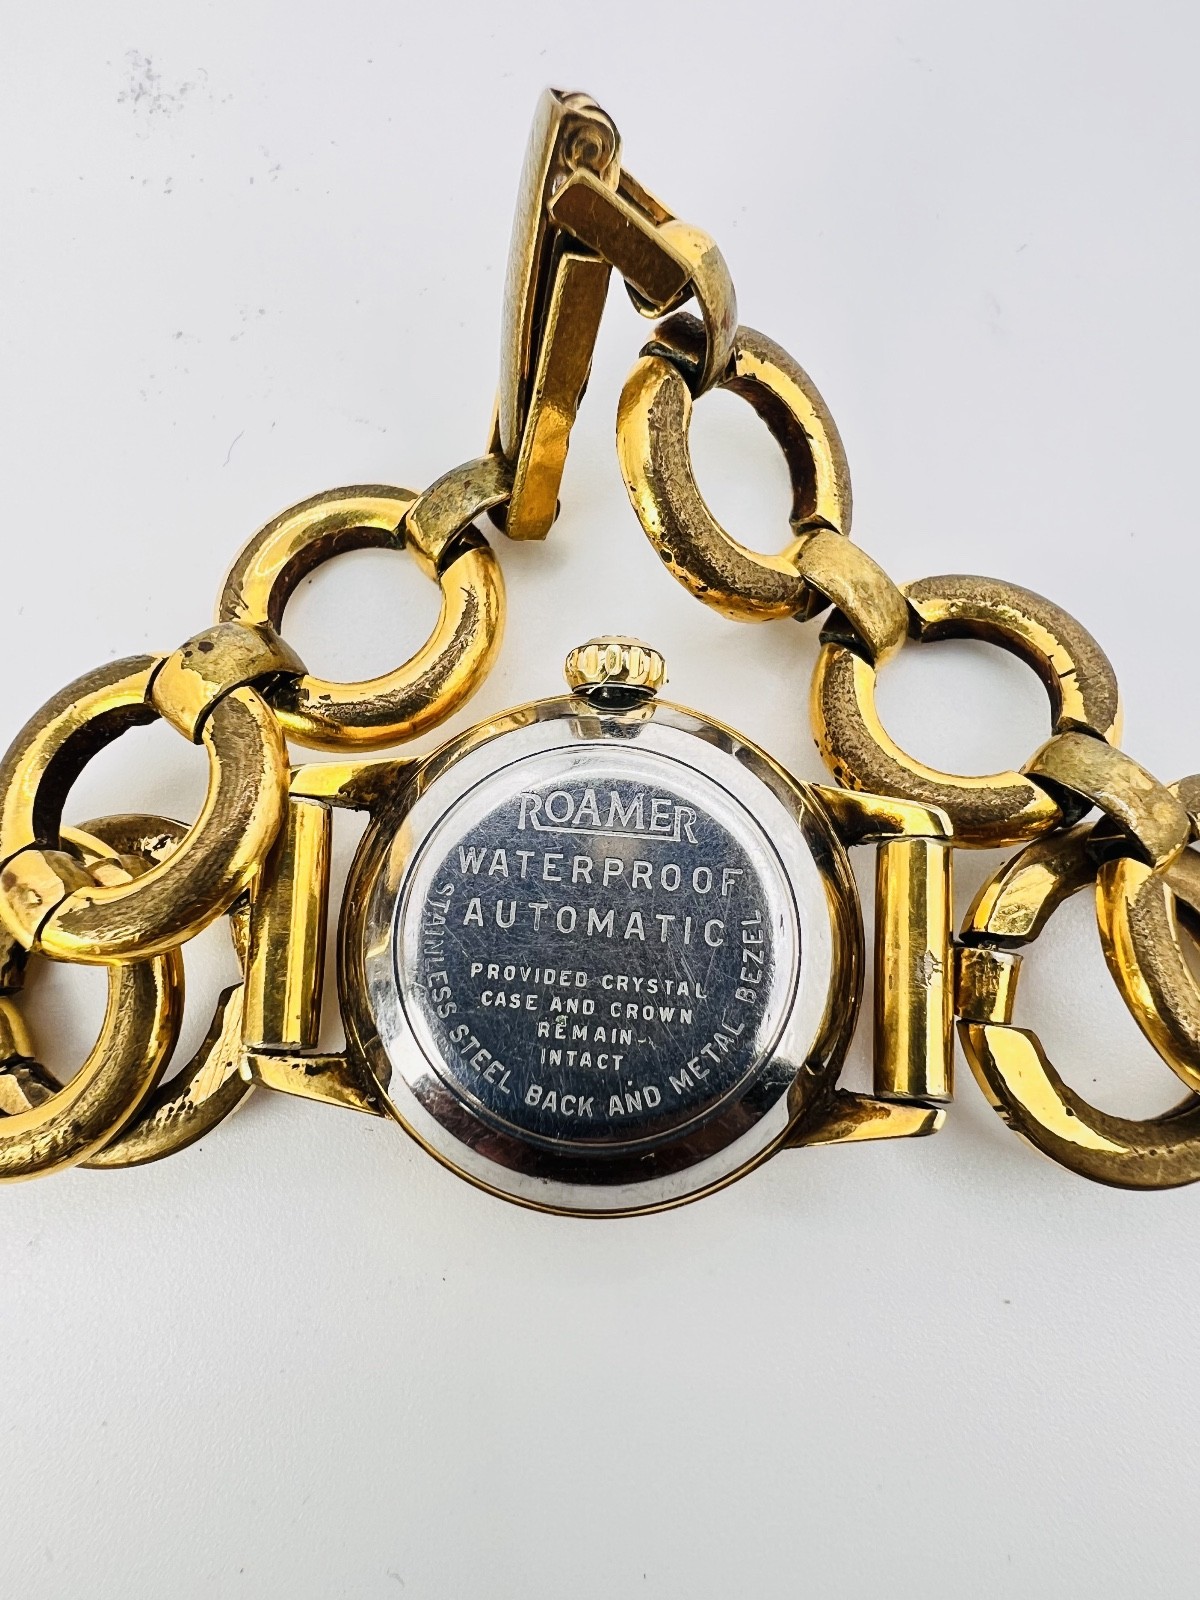 ROAMER
WATERPROOF
AUTOMATIC
PROVIDED CRYSTAL
CASE AND CROWN
REMAIN
INTACT
STAINLESS STEEL BACK AND METAL BEZEL